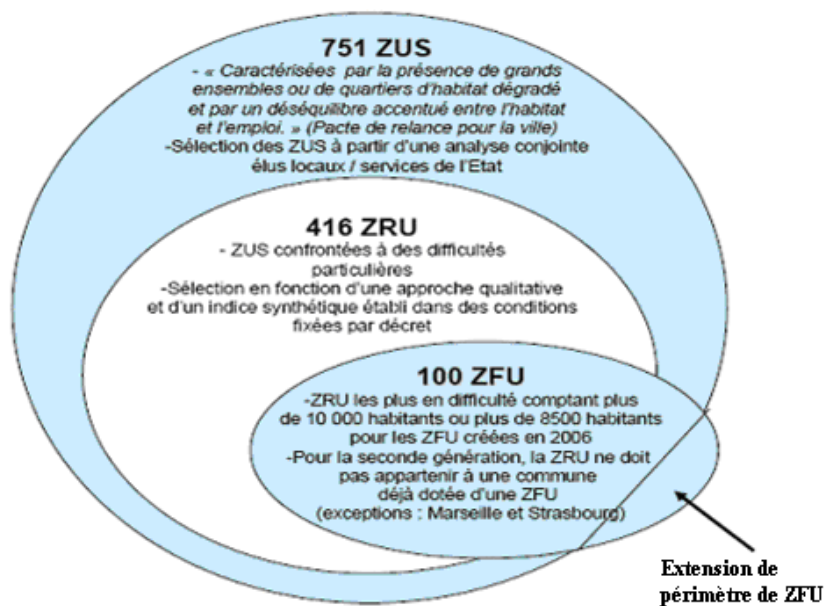 751 ZUS
- « Caractérisées par la présence de grands
ensembles ou de quartiers d'habitat dégradé
et par un déséquilibre accentué entre l'habitat
et l'emploi. » (Pacte de relance pour la ville)
-Sélection des ZUS à partir d'une analyse conjointe
élus locaux / services de l'Etat
416 ZRU
- ZUS confrontées à des difficultés
particulières
-Sélection en fonction d'une approche qualitative
et d'un indice synthétique établi dans des conditions
fixées par décret
100 ZFU
-ZRU les plus en difficulté comptant plus
de 10 000 habitants ou plus de 8500 habitants
pour les ZFU créées en 2006
-Pour la seconde génération, la ZRU ne doit
pas appartenir à une commune
déjà dotée d'une ZFU
(exceptions : Marseille et Strasbourg)
Extension de
périmètre de ZFU